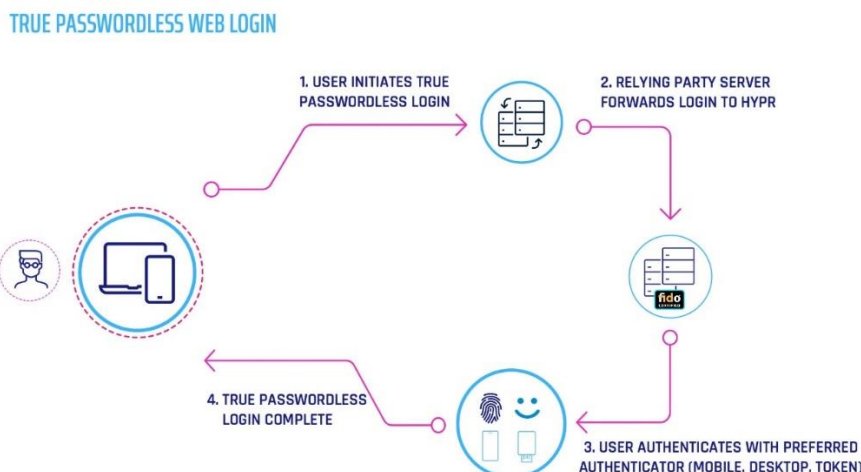 TRUE PASSWORDLESS WEB LOGIN
1. USER INITIATES TRUE
PASSWORDLESS LOGIN
2. RELYING PARTY SERVER
FORWARDS LOGIN TO HYPR
fido
CERTIFIED
4. TRUE PASSWORDLESS
LOGIN COMPLETE
3. USER AUTHENTICATES WITH PREFERRED
AUTHENTICATOR (MOBILE, DESKTOP, TOKEN)